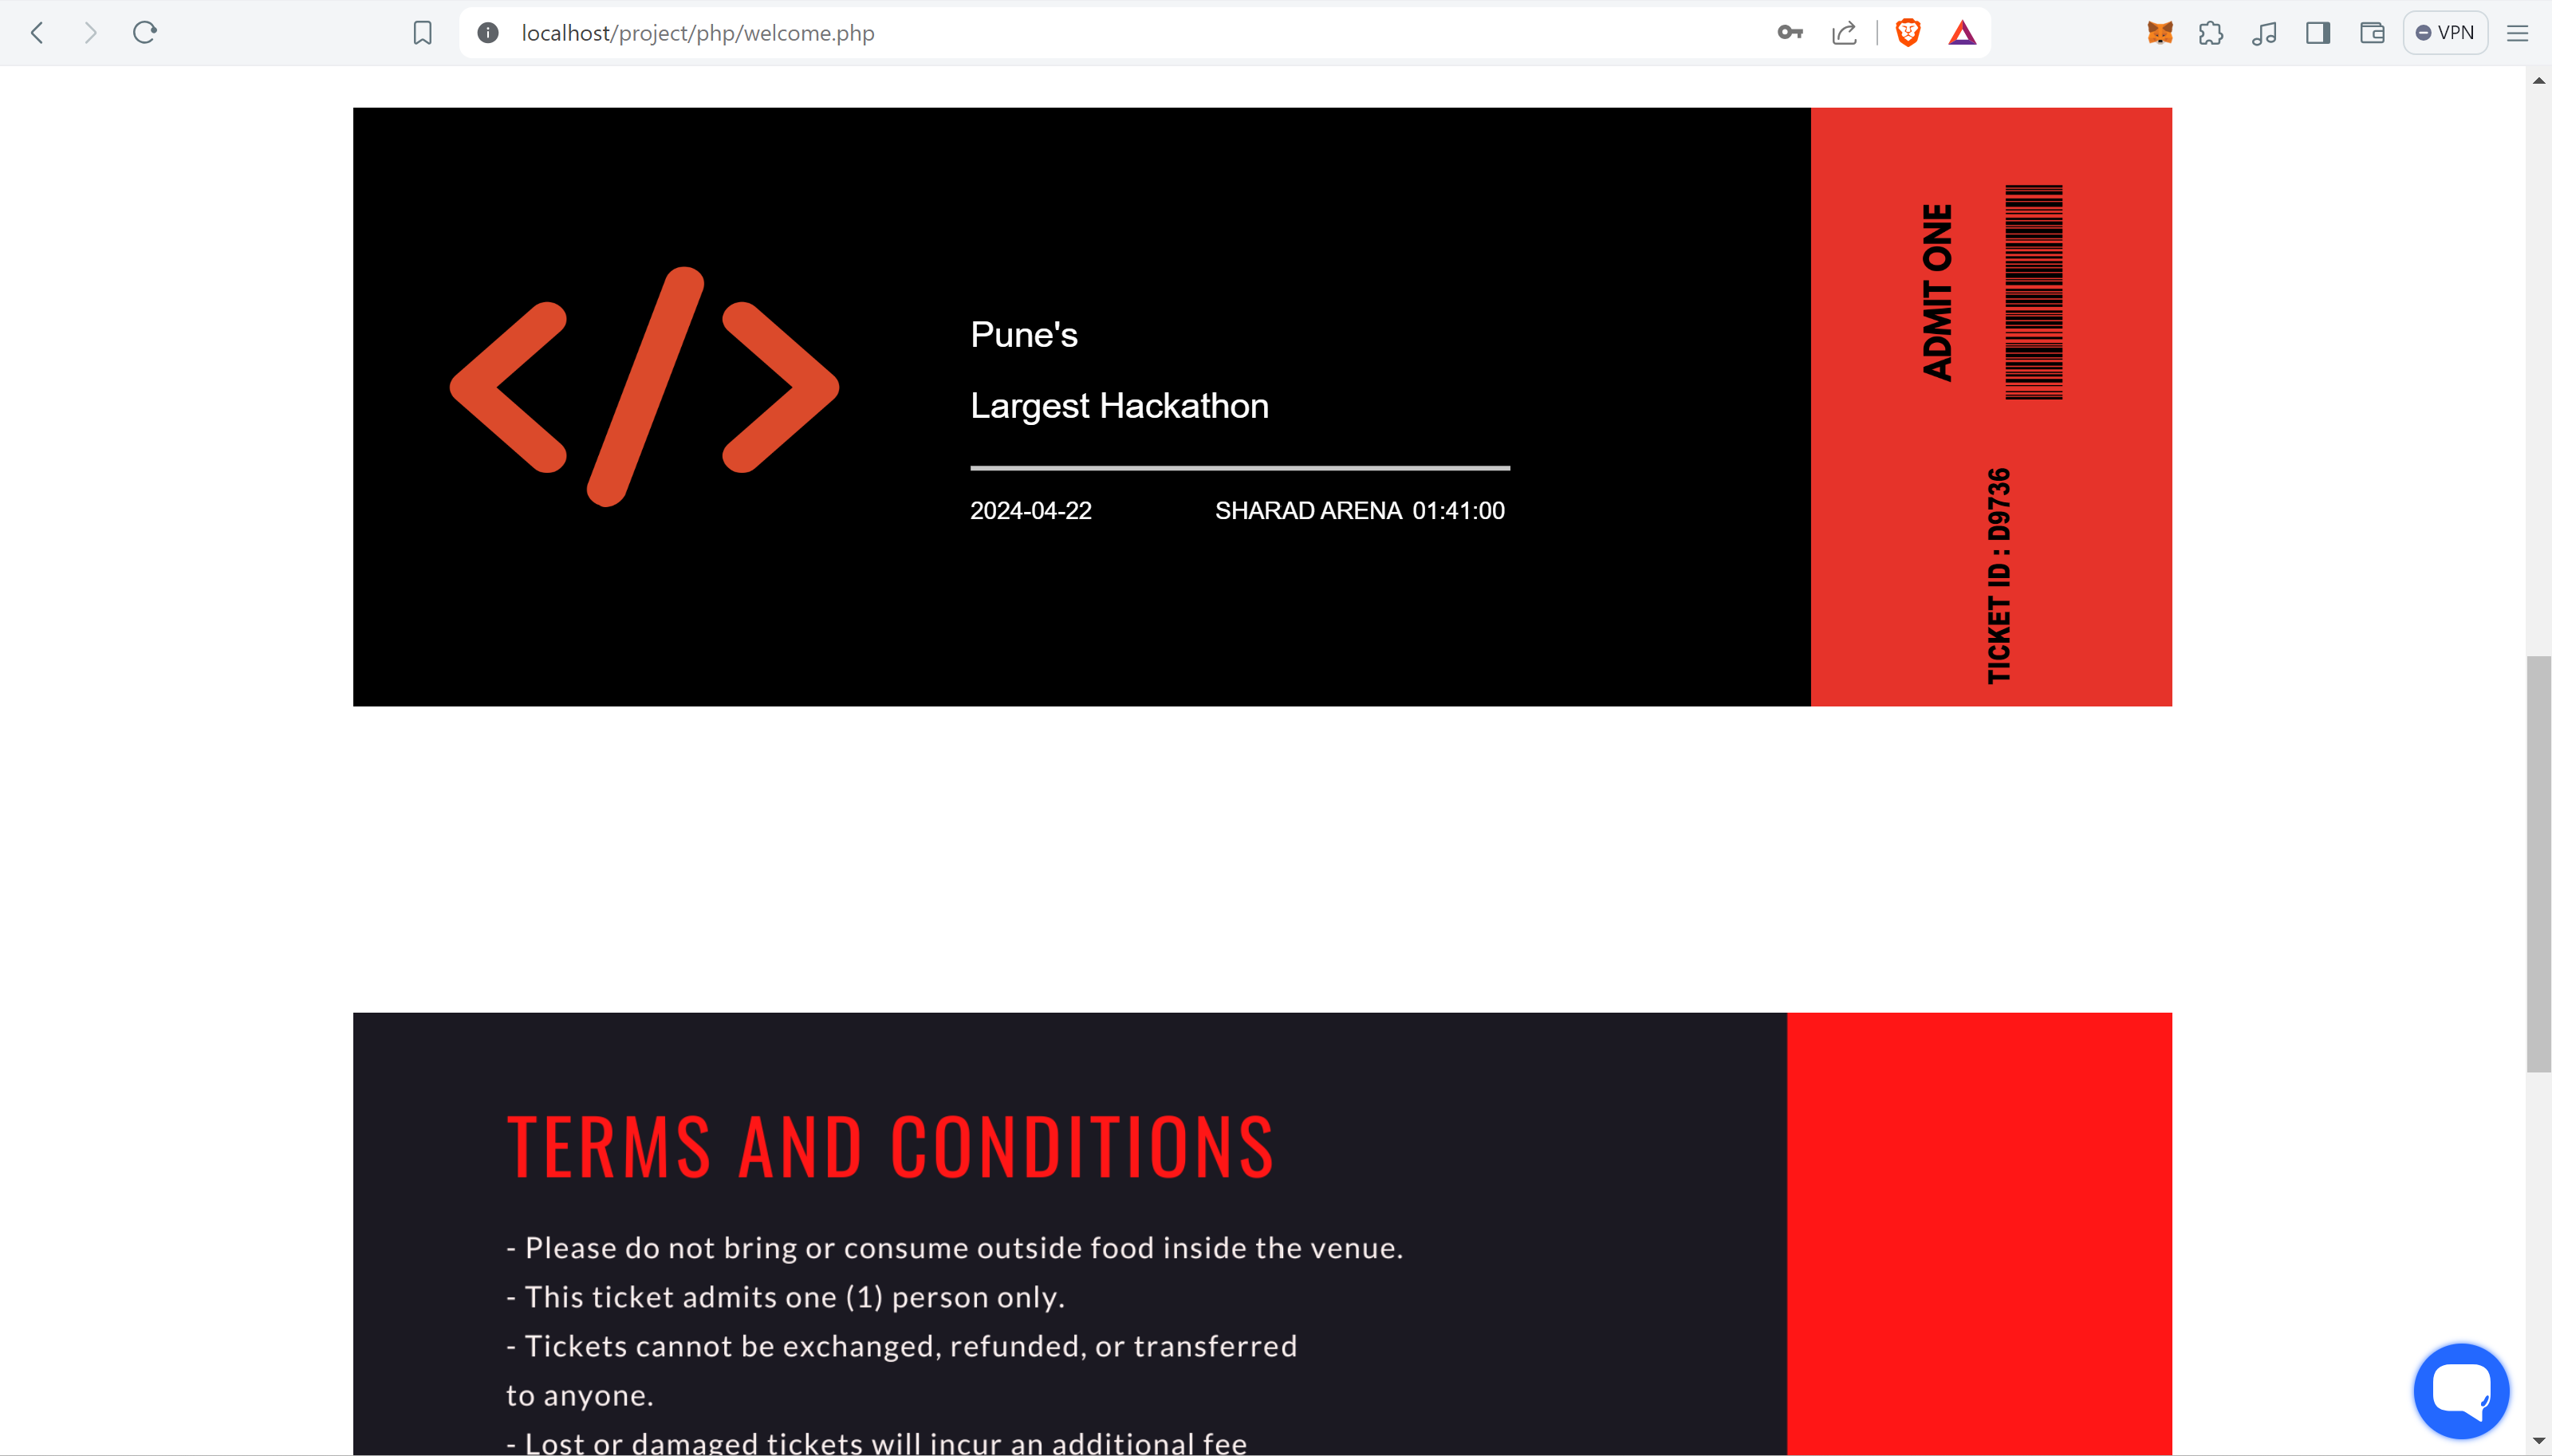 localhost/project/php/welcome.php
VPN
Pune's
Largest Hackathon
2024-04-22 SHARAD ARENA 01:41:00
ADMIT ONE
TICKET ID : D9736
TERMS AND CONDITIONS
- Please do not bring or consume outside food inside the venue.
- This ticket admits one (1) person only.
- Tickets cannot be exchanged, refunded, or transferred
to anyone.
- Lost or damaged tickets will incur an additional fee